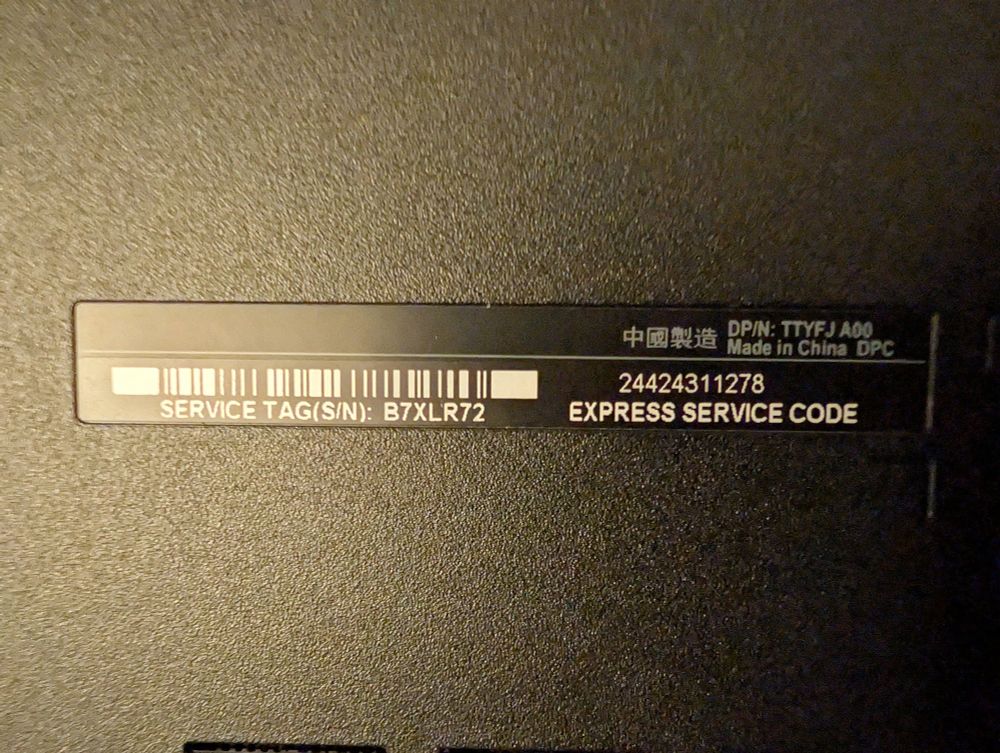 中國製造 DP/N: TTYFJ A00
Made in China DPC
24424311278
SERVICE TAG(S/N): B7XLR72 EXPRESS SERVICE CODE